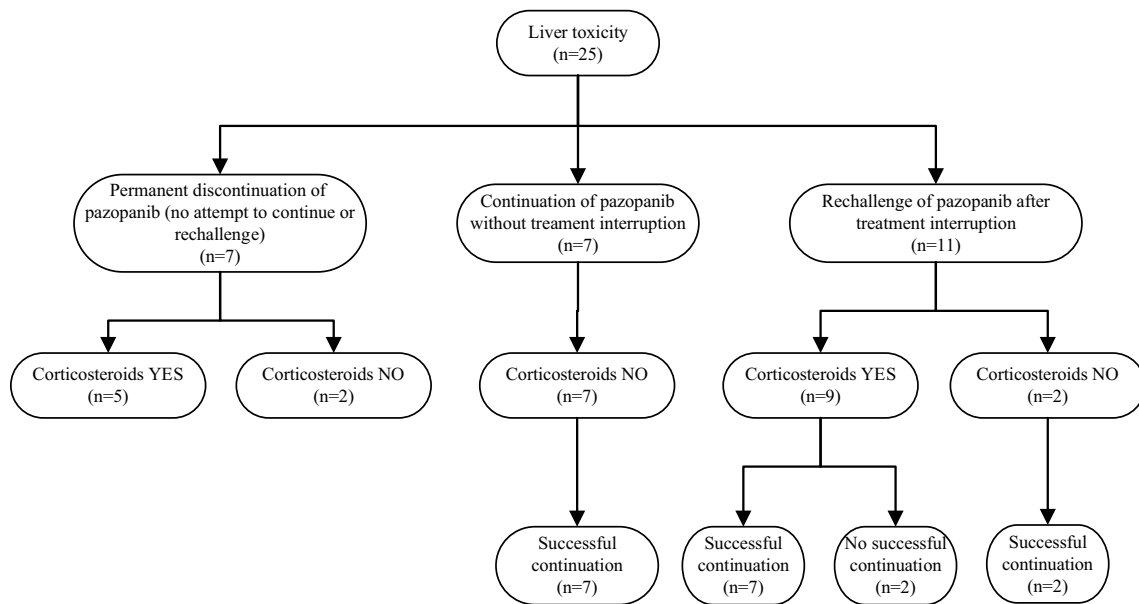 Liver toxicity
(n=25)
Permanent discontinuation of
pazopanib (no attempt to continue or
rechallenge)
(n=7)
Continuation of pazopanib
without treament interruption
(n=7)
Rechallenge of pazopanib after
treatment interruption
(n=11)
Corticosteroids YES
(n=5)
Corticosteroids NO
(n=2)
Corticosteroids NO
(n=7)
Corticosteroids YES
(n=9)
Corticosteroids NO
(n=2)
Successful
continuation
(n=7)
Successful
continuation
(n=7)
No successful
continuation
(n=2)
Successful
continuation
(n=2)